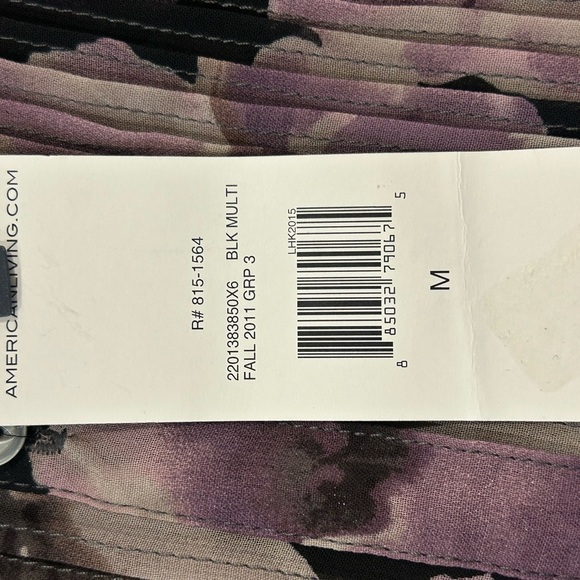 AMERICANLIVING.COM
R# 815-1564
2201383850X6 BLK MULTI
FALL 2011 GRP 3
LHK2015
8 85032 79067 5
M